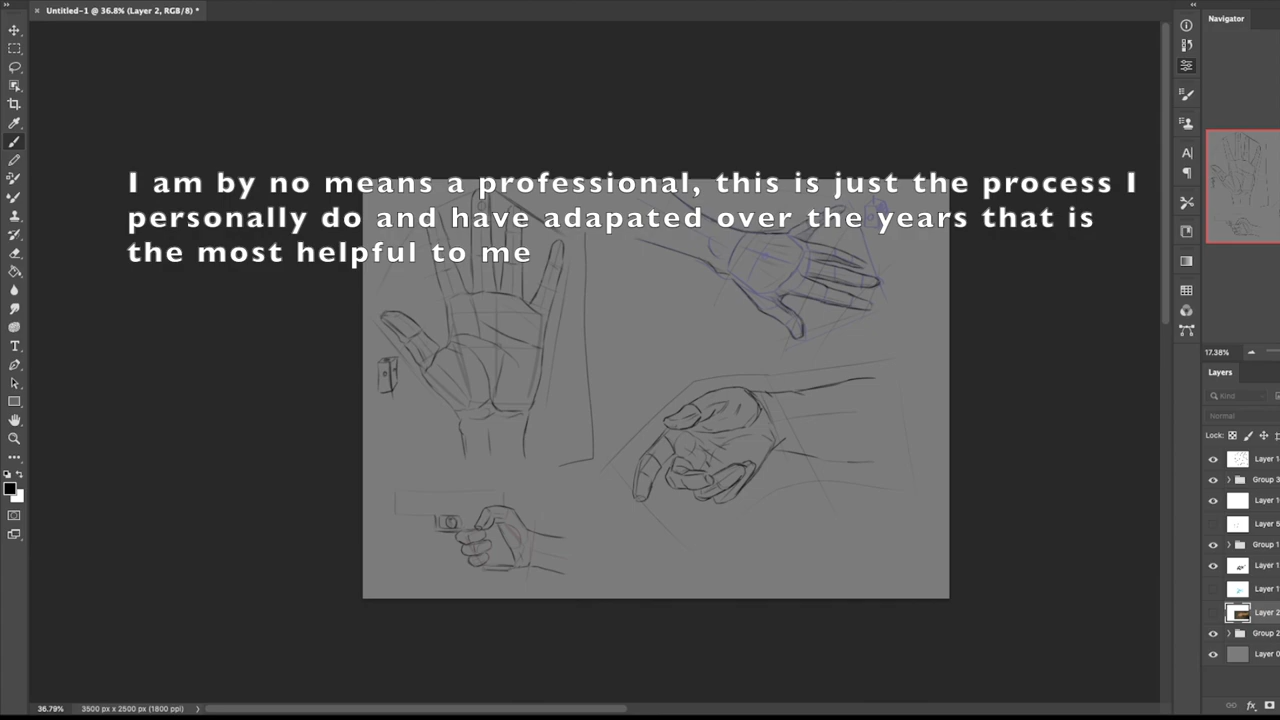 Untitled-1 @ 36.8% (Layer 2, RGB/8) *
Navigator
I am by no means a professional, this is just the process I
personally do and have adapated over the years that is
the most helpful to me
17.38%
Layers
Kind
Normal
Lock:
Layer 1
Group 3
Layer 1
Layer 5
Group 1
Layer 1
Layer 1
Layer 2
Group 2
Layer 0
36.79%
3500 px x 2500 px (1800 ppi)